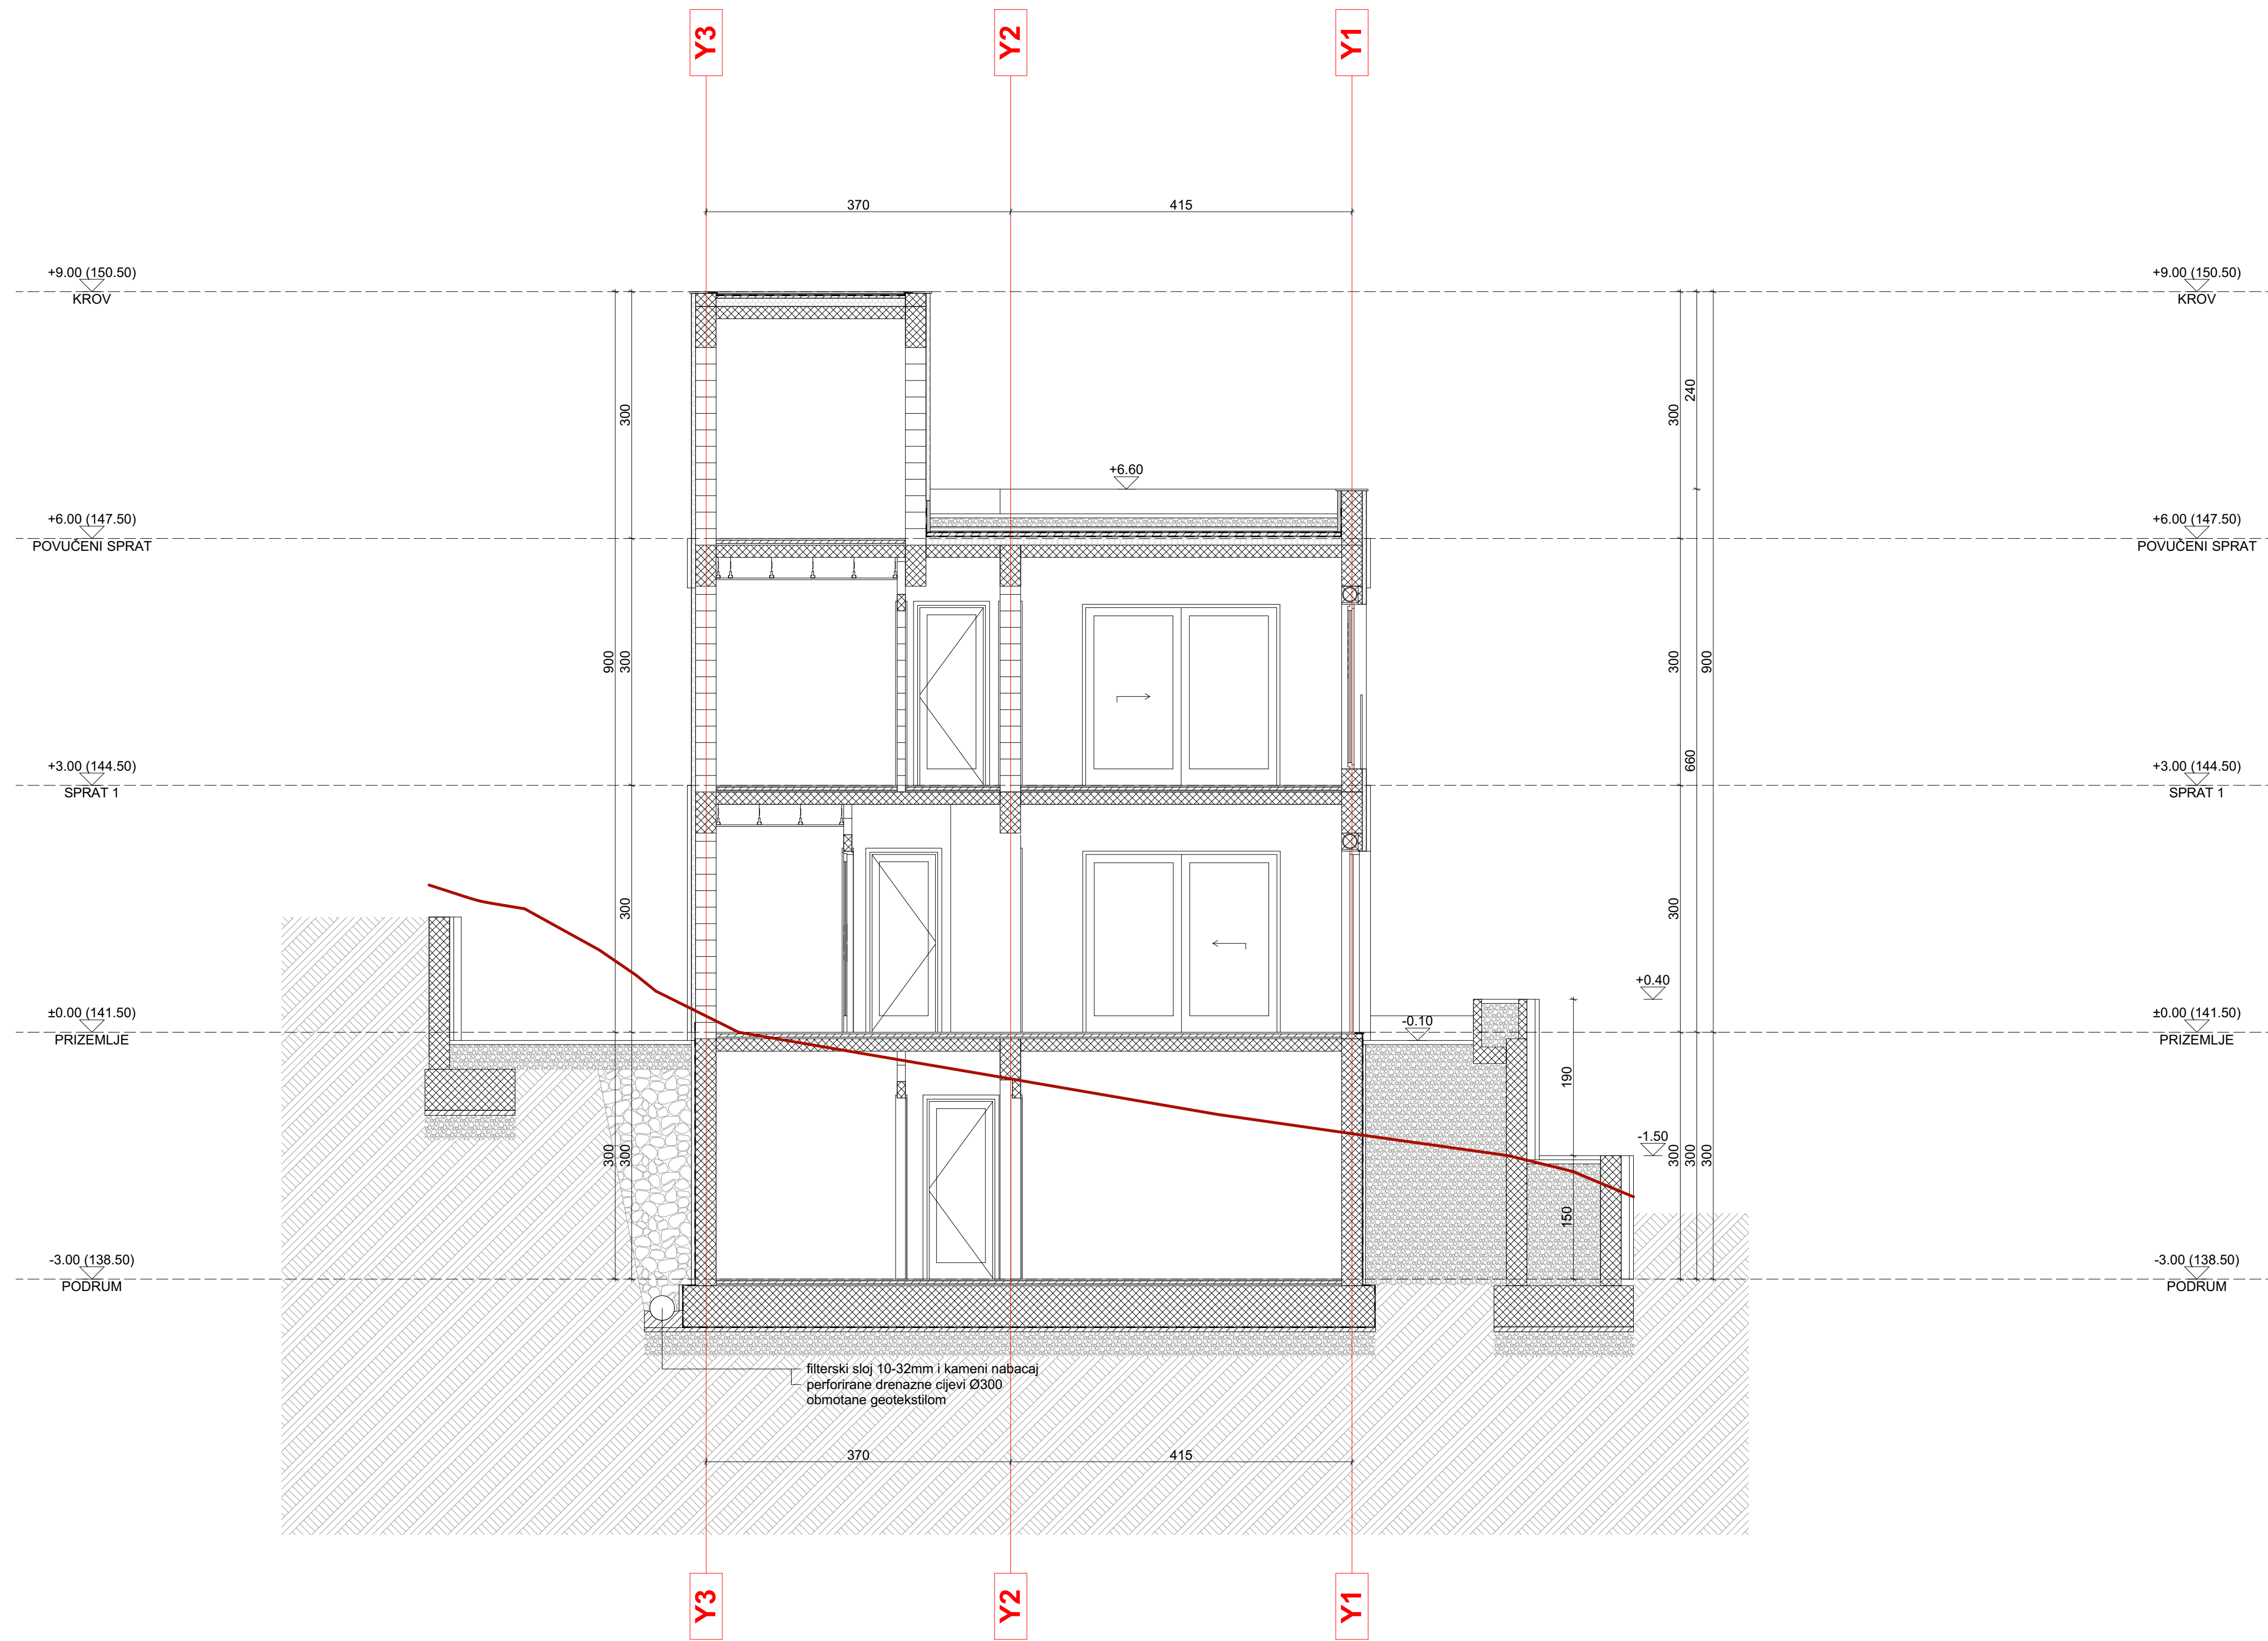 Y3
Y2
Y1
370
415
+9.00 (150.50)
KROV
+9.00 (150.50)
KROV
300
300
240
+6.60
+6.00 (147.50)
POVUČENI SPRAT
+6.00 (147.50)
POVUČENI SPRAT
900
300
300
900
660
+3.00 (144.50)
SPRAT 1
+3.00 (144.50)
SPRAT 1
300
300
+0.40
±0.00 (141.50)
PRIZEMLJE
-0.10
±0.00 (141.50)
PRIZEMLJE
190
-1.50
300
300
300
300
300
150
-3.00 (138.50)
PODRUM
-3.00 (138.50)
PODRUM
filterski sloj 10-32mm i kameni nabacaj
perforirane drenazne cijevi Ø300
obmotane geotekstilom
370
415
Y3
Y2
Y1